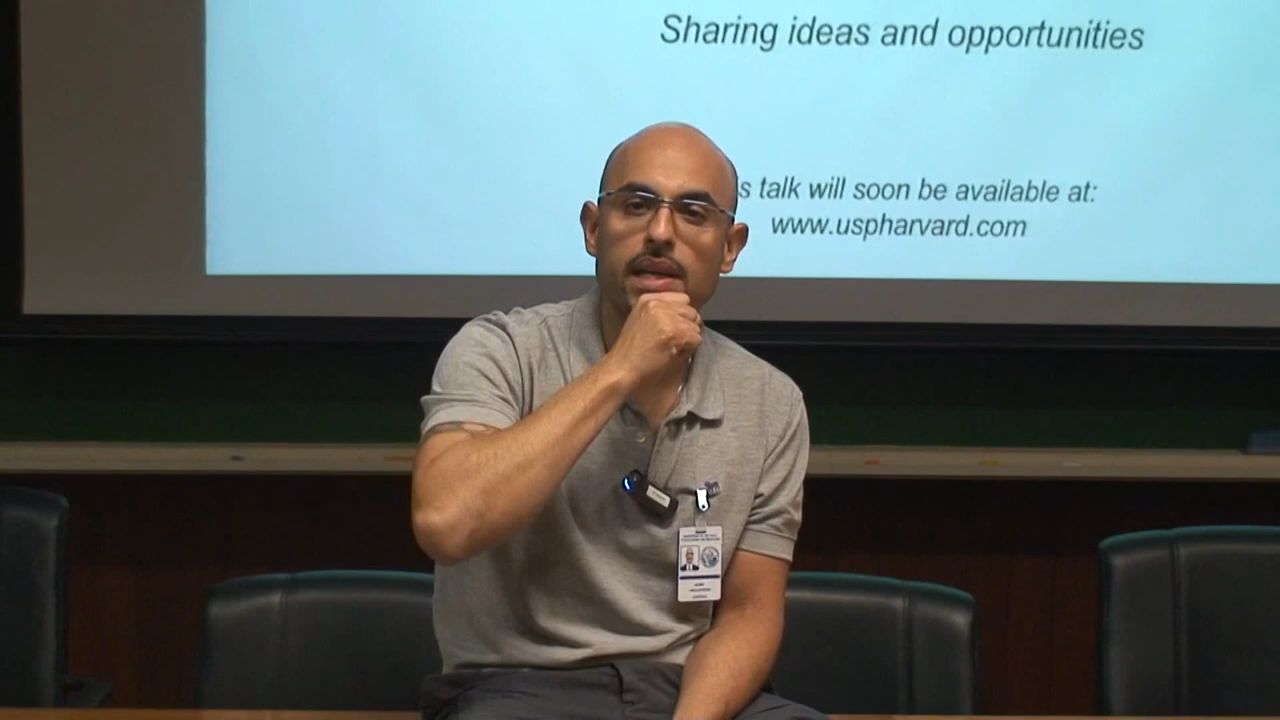 Sharing ideas and opportunities
s talk will soon be available at:
www.uspharvard.com